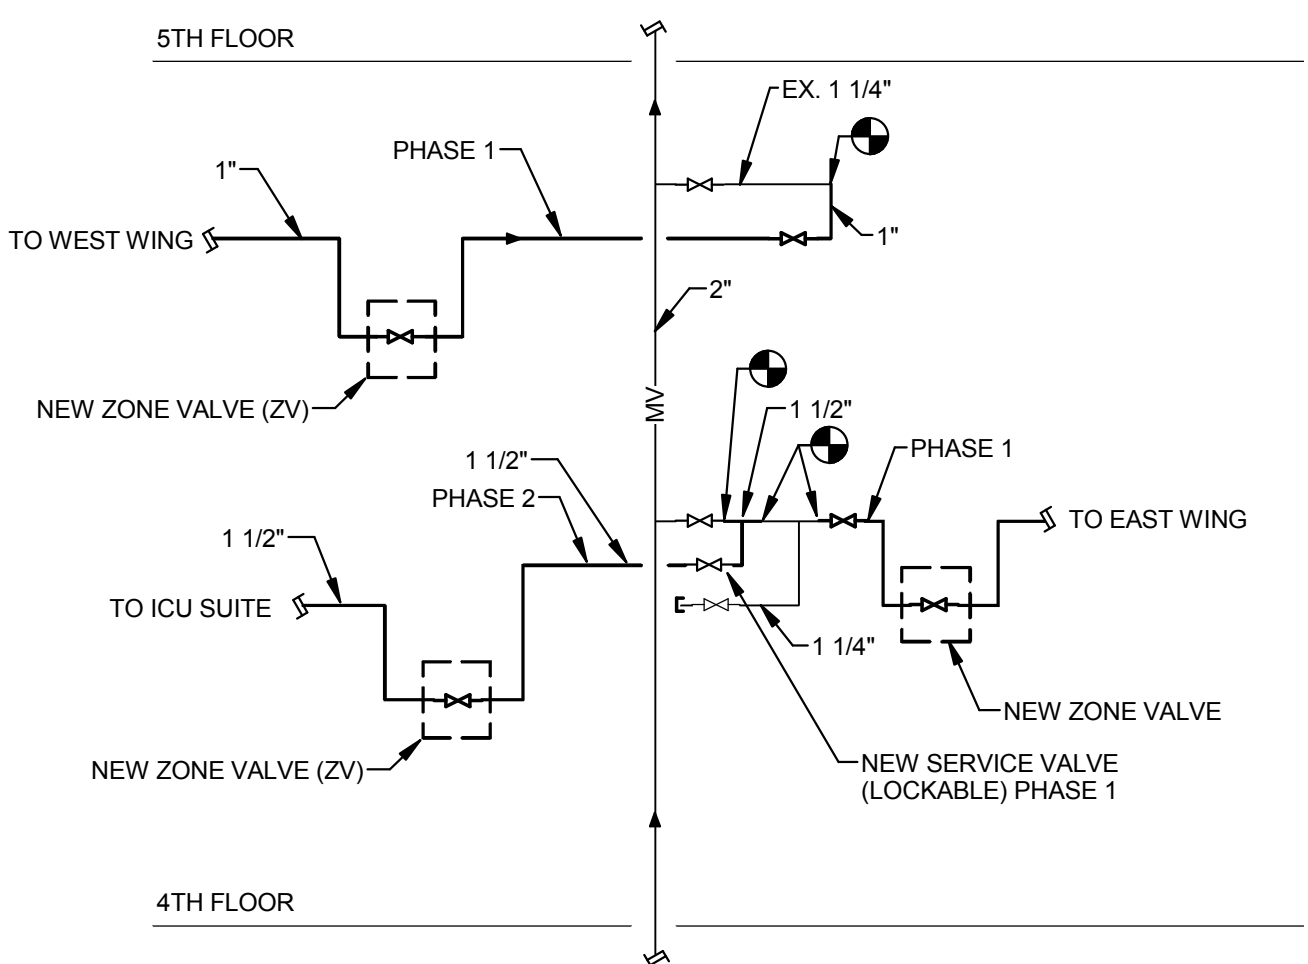 5TH FLOOR
EX. 1 1/4"
PHASE 1
1"
TO WEST WING
1"
2"
NEW ZONE VALVE (ZV)
MV
1 1/2"
1 1/2"
PHASE 1
PHASE 2
1 1/2"
TO EAST WING
TO ICU SUITE
1 1/4"
NEW ZONE VALVE
NEW ZONE VALVE (ZV)
NEW SERVICE VALVE
(LOCKABLE) PHASE 1
4TH FLOOR